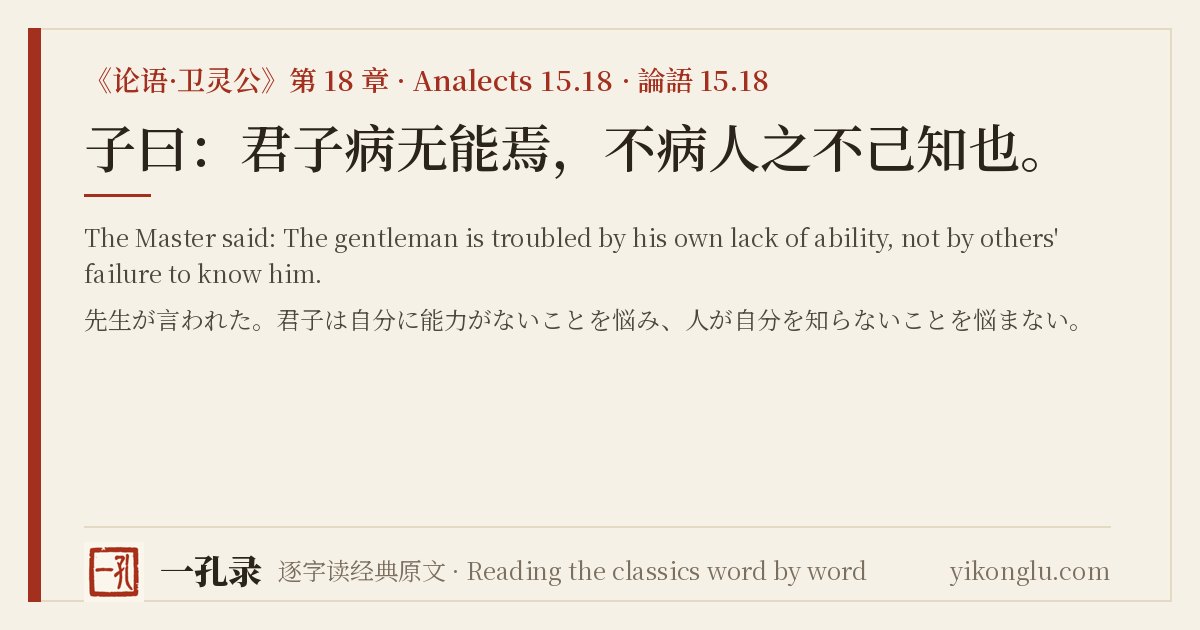 《论语·卫灵公》第 18 章 · Analects 15.18 · 論語 15.18
子曰：君子病无能焉，不病人之不己知也。
The Master said: The gentleman is troubled by his own lack of ability, not by others'
failure to know him.
先生が言われた。君子は自分に能力がないことを悩み、人が自分を知らないことを悩まない。
一孔
一孔录 逐字读经典原文 · Reading the classics word by word yikonglu.com